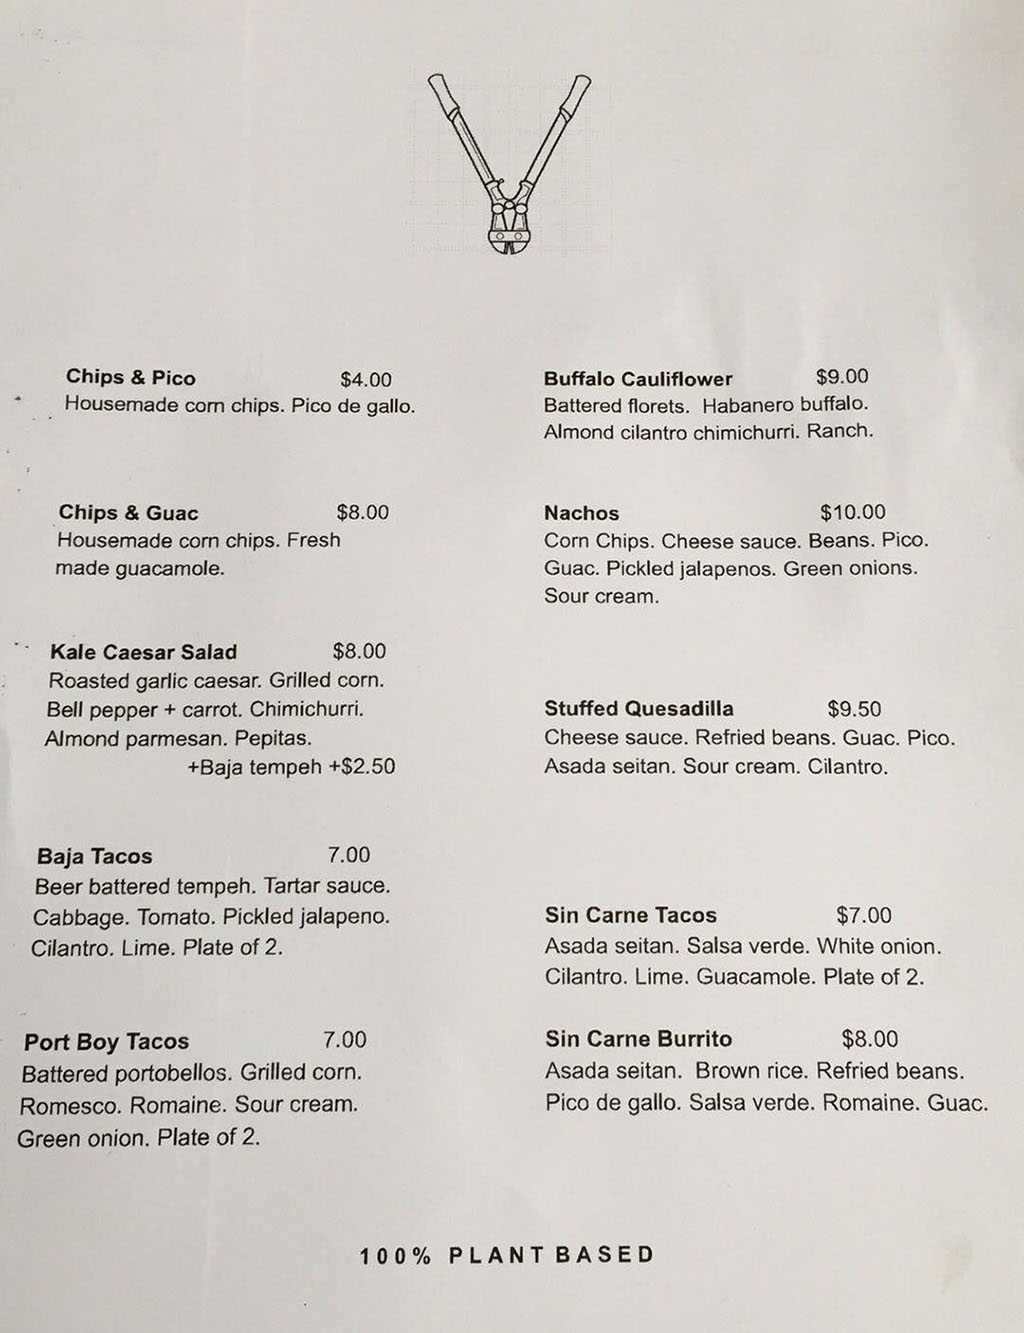 Chips & Pico $4.00
Housemade corn chips. Pico de gallo.
Chips & Guac $8.00
Housemade corn chips. Fresh
made guacamole.
Kale Caesar Salad $8.00
Roasted garlic caesar. Grilled corn.
Bell pepper + carrot. Chimichurri.
Almond parmesan. Pepitas.
+Baja tempeh +$2.50
Baja Tacos 7.00
Beer battered tempeh. Tartar sauce.
Cabbage. Tomato. Pickled jalapeno.
Cilantro. Lime. Plate of 2.
Port Boy Tacos 7.00
Battered portobellos. Grilled corn.
Romesco. Romaine. Sour cream.
Green onion. Plate of 2.
Buffalo Cauliflower $9.00
Battered florets. Habanero buffalo.
Almond cilantro chimichurri. Ranch.
Nachos $10.00
Corn Chips. Cheese sauce. Beans. Pico.
Guac. Pickled jalapenos. Green onions.
Sour cream.
Stuffed Quesadilla $9.50
Cheese sauce. Refried beans. Guac. Pico.
Asada seitan. Sour cream. Cilantro.
Sin Carne Tacos $7.00
Asada seitan. Salsa verde. White onion.
Cilantro. Lime. Guacamole. Plate of 2.
Sin Carne Burrito $8.00
Asada seitan. Brown rice. Refried beans.
Pico de gallo. Salsa verde. Romaine. Guac.
100% PLANT BASED